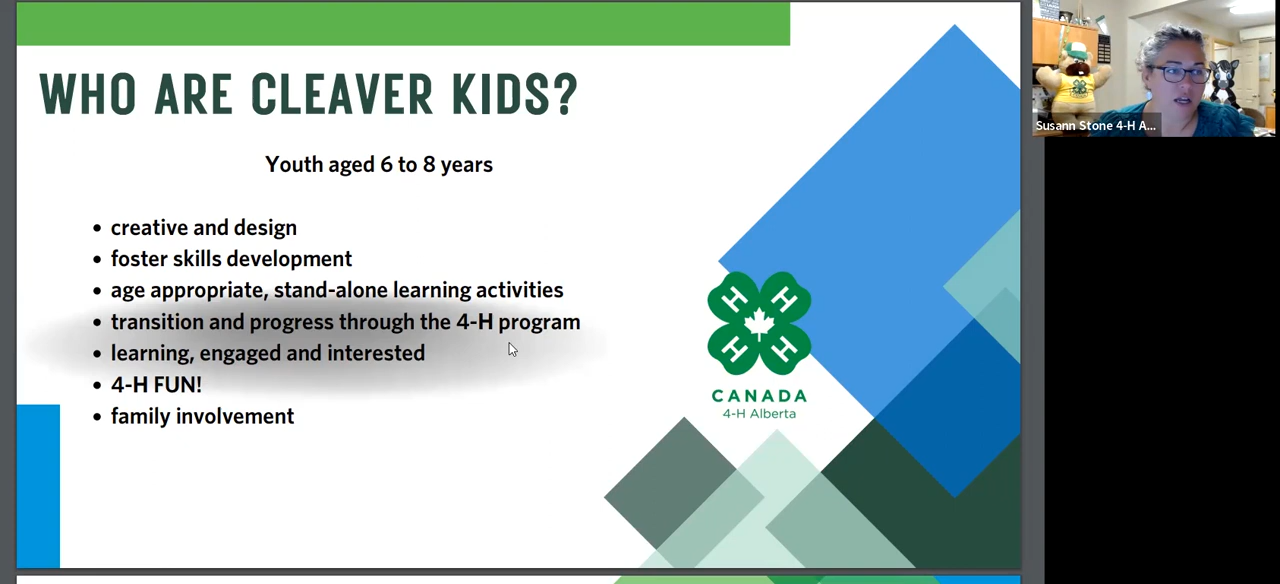 WHO ARE CLEAVER KIDS?
Youth aged 6 to 8 years
• creative and design
• foster skills development
• age appropriate, stand-alone learning activities
• transition and progress through the 4-H program
• learning, engaged and interested
• 4-H FUN!
• family involvement
H H
H H
CANADA
4-H Alberta
Susann Stone 4-H A...